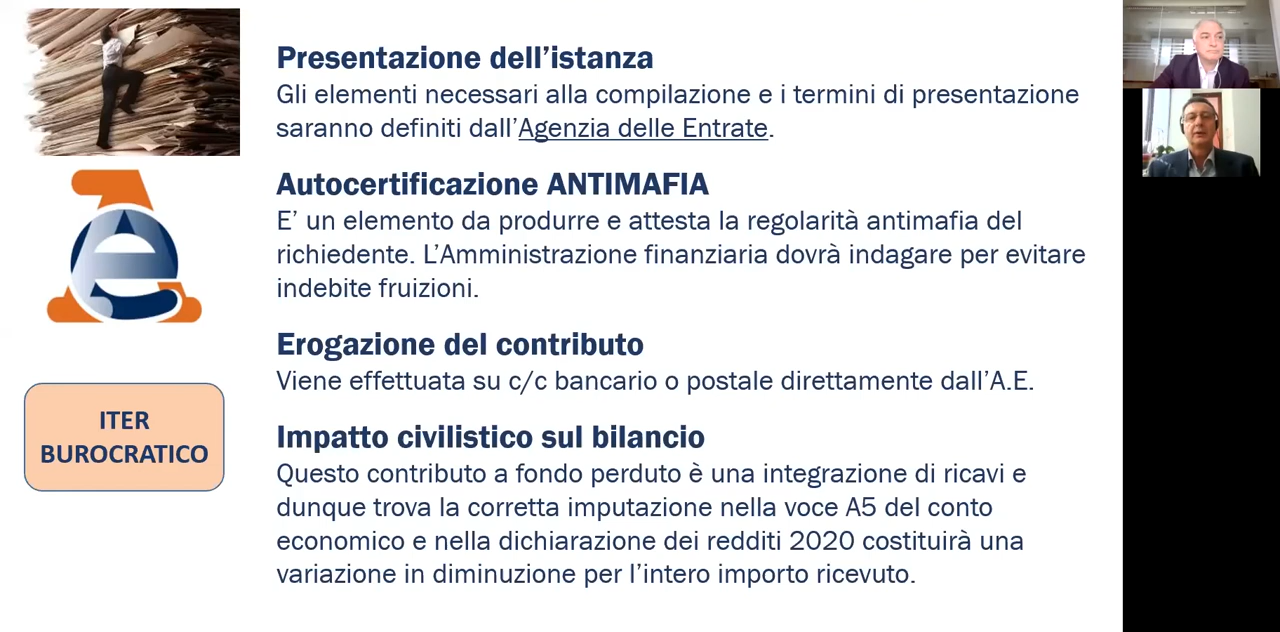 Presentazione dell’istanza
Gli elementi necessari alla compilazione e i termini di presentazione
saranno definiti dall’Agenzia delle Entrate.
Autocertificazione ANTIMAFIA
E’ un elemento da produrre e attesta la regolarità antimafia del
richiedente. L’Amministrazione finanziaria dovrà indagare per evitare
indebite fruizioni.
Erogazione del contributo
Viene effettuata su c/c bancario o postale direttamente dall’A.E.
ITER
BUROCRATICO
Impatto civilistico sul bilancio
Questo contributo a fondo perduto è una integrazione di ricavi e
dunque trova la corretta imputazione nella voce A5 del conto
economico e nella dichiarazione dei redditi 2020 costituirà una
variazione in diminuzione per l’intero importo ricevuto.